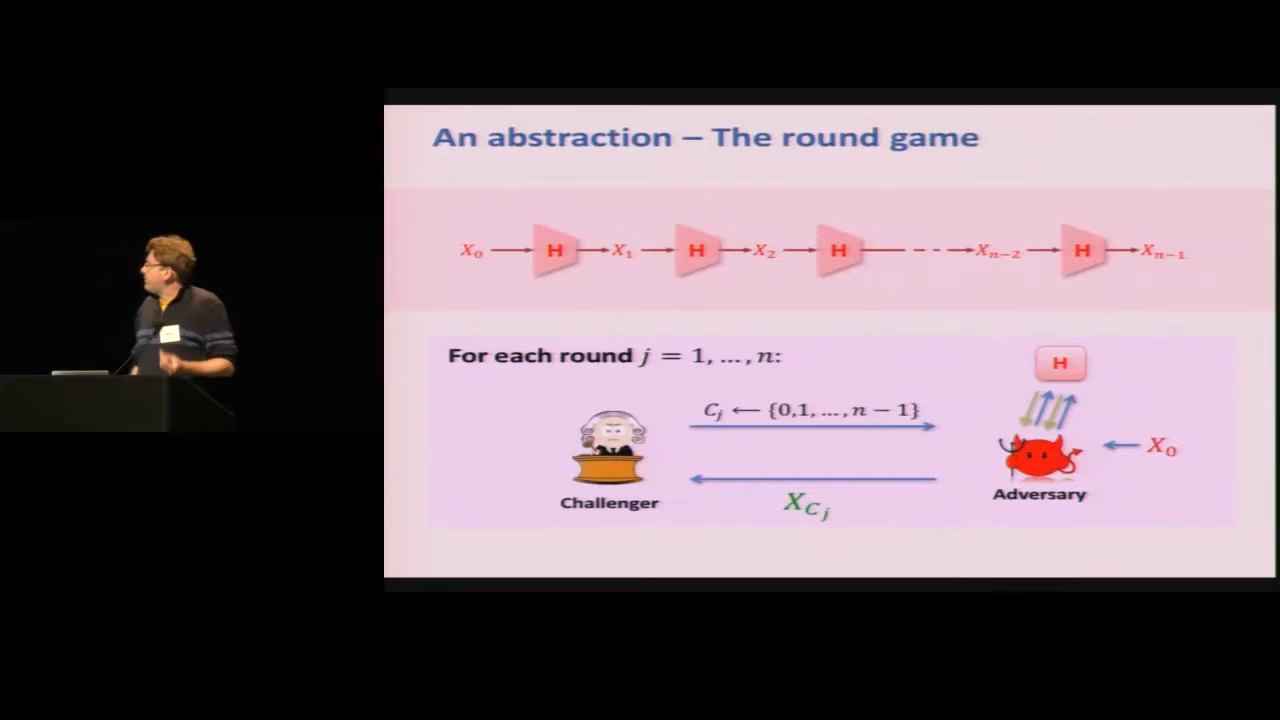 An abstraction – The round game
X₀ H X₁ H X₂ H Xₙ₋₂ H Xₙ₋₁
For each round j = 1, …, n:
H
Cⱼ ← {0,1, …, n − 1}
X₀
X_{Cⱼ}
Challenger
Adversary